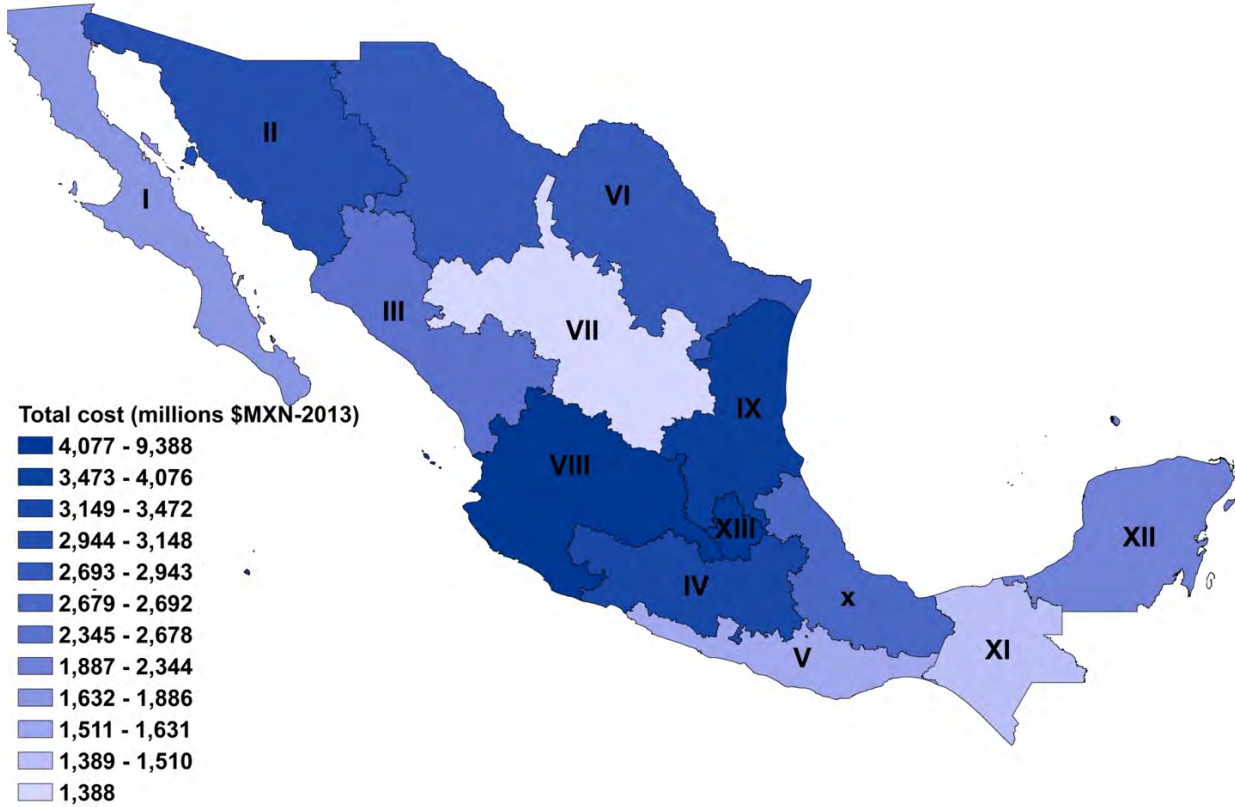 II
I
VI
III
VII
Total cost (millions $MXN-2013)
4,077 - 9,388
3,473 - 4,076
3,149 - 3,472
2,944 - 3,148
2,693 - 2,943
2,679 - 2,692
2,345 - 2,678
1,887 - 2,344
1,632 - 1,886
1,511 - 1,631
1,389 - 1,510
1,388
IX
VIII
XIII
XII
IV
x
V
XI